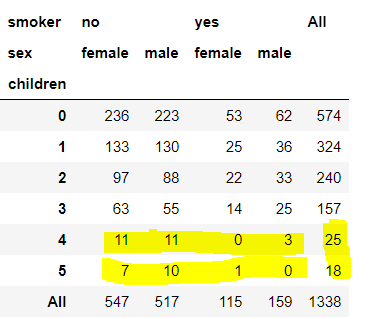 smoker no yes All
sex female male female male
children
0 236 223 53 62 574
1 133 130 25 36 324
2 97 88 22 33 240
3 63 55 14 25 157
4 11 11 0 3 25
5 7 10 1 0 18
All 547 517 115 159 1338